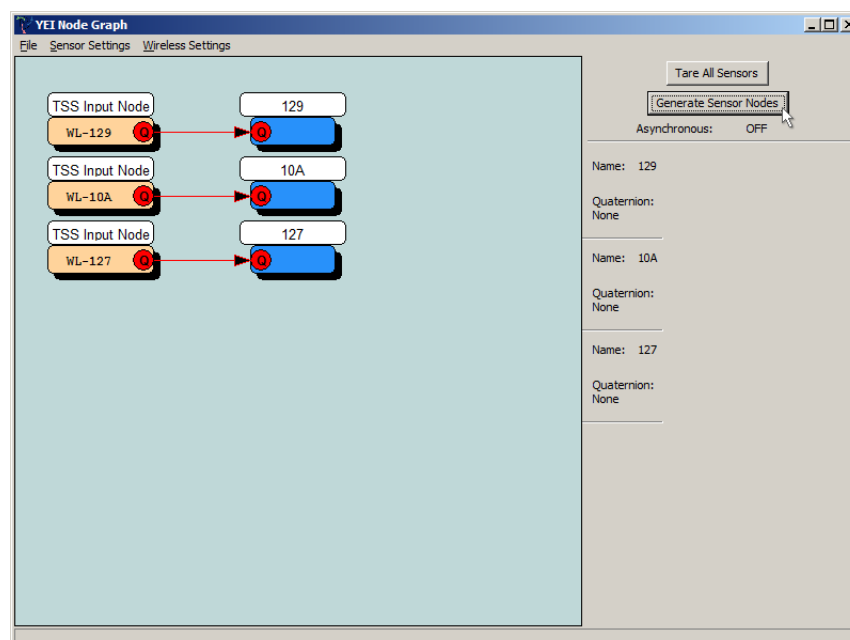 YEI Node Graph
File Sensor Settings Wireless Settings
Tare All Sensors
Generate Sensor Nodes
Asynchronous: OFF
TSS Input Node 129
WL-129 Q Q
TSS Input Node 10A
WL-10A Q Q
TSS Input Node 127
WL-127 Q Q
Name: 129
Quaternion:
None
Name: 10A
Quaternion:
None
Name: 127
Quaternion:
None